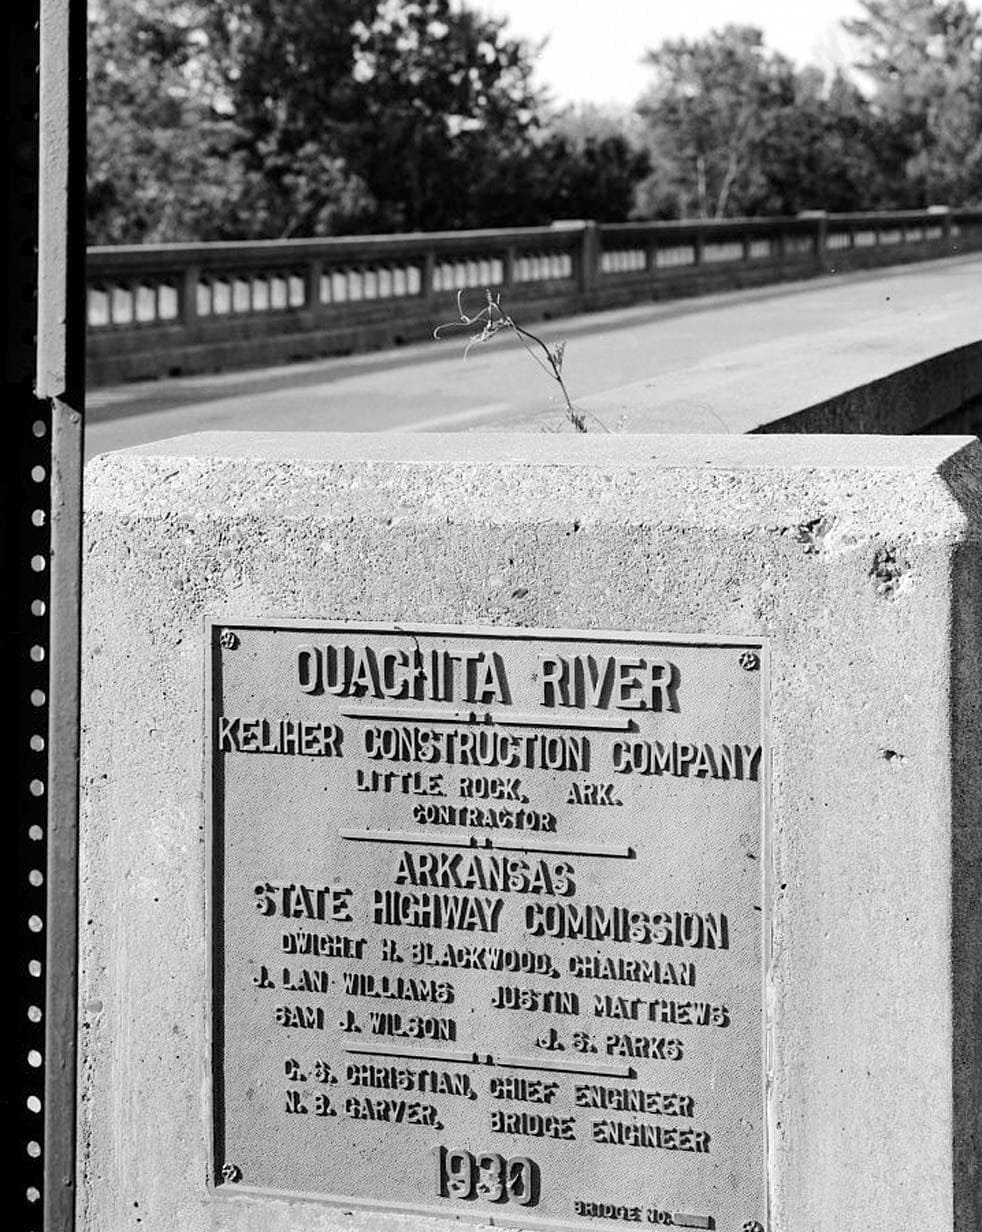 OUACHITA RIVER
KELIHER CONSTRUCTION COMPANY
LITTLE ROCK, ARK.
CONTRACTOR
ARKANSAS
STATE HIGHWAY COMMISSION
DWIGHT H. BLACKWOOD, CHAIRMAN
J. LAN WILLIAMS JUSTIN MATTHEWS
SAM J. WILSON J. S. PARKS
C. S. CHRISTIAN, CHIEF ENGINEER
N. B. GARVER, BRIDGE ENGINEER
1930
BRIDGE NO.